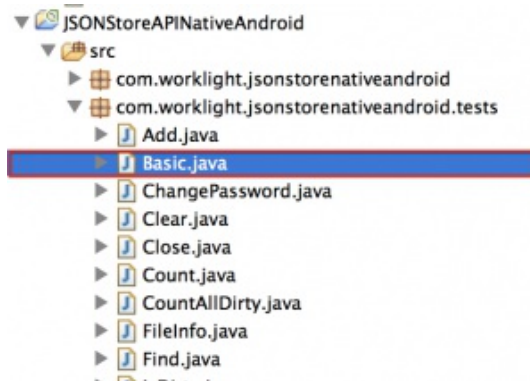 JSONStoreAPINativeAndroid
src
com.worklight.jsonstorenativeandroid
com.worklight.jsonstorenativeandroid.tests
Add.java
Basic.java
ChangePassword.java
Clear.java
Close.java
Count.java
CountAllDirty.java
FileInfo.java
Find.java